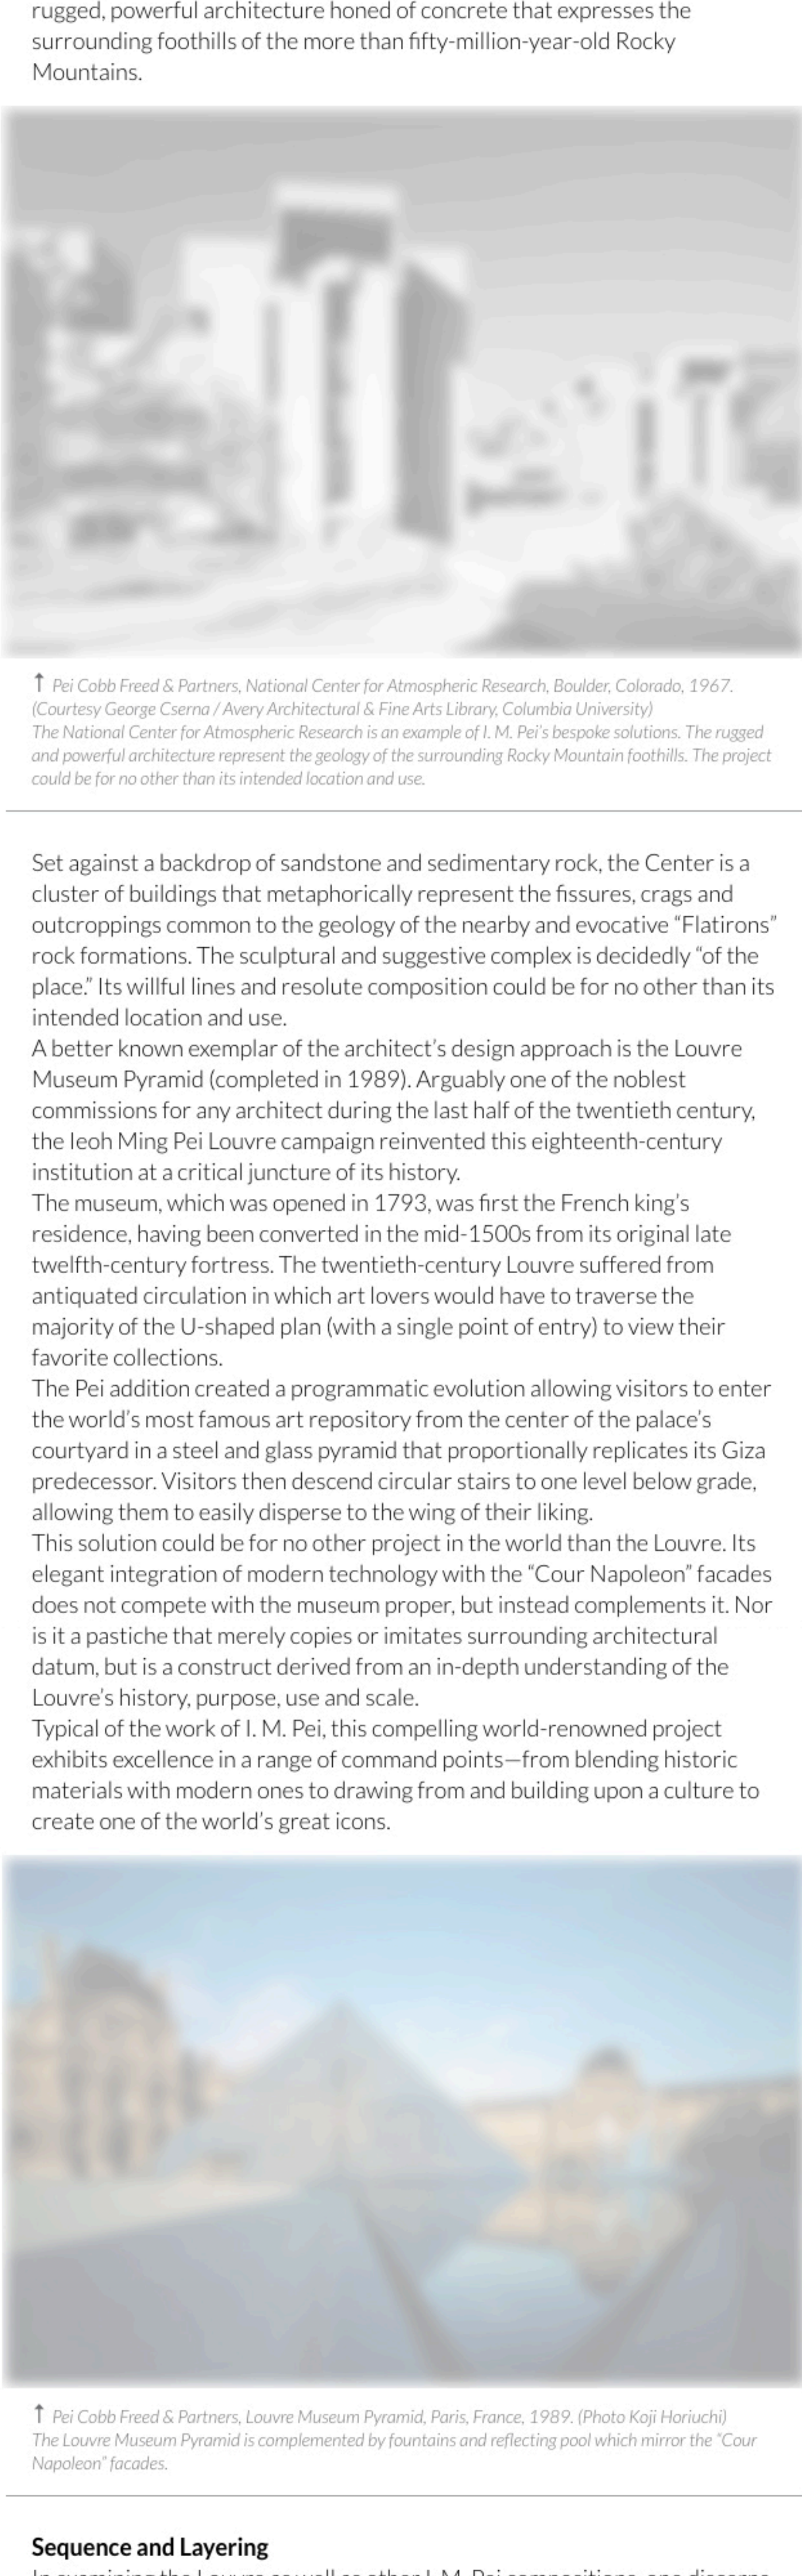 rugged, powerful architecture honed of concrete that expresses the
surrounding foothills of the more than fifty-million-year-old Rocky
Mountains.
↑ Pei Cobb Freed & Partners, National Center for Atmospheric Research, Boulder, Colorado, 1967.
(Courtesy George Cserna / Avery Architectural & Fine Arts Library, Columbia University)
The National Center for Atmospheric Research is an example of I. M. Pei's bespoke solutions. The rugged
and powerful architecture represent the geology of the surrounding Rocky Mountain foothills. The project
could be for no other than its intended location and use.
Set against a backdrop of sandstone and sedimentary rock, the Center is a
cluster of buildings that metaphorically represent the fissures, crags and
outcroppings common to the geology of the nearby and evocative “Flatirons”
rock formations. The sculptural and suggestive complex is decidedly “of the
place.” Its willful lines and resolute composition could be for no other than its
intended location and use.
A better known exemplar of the architect's design approach is the Louvre
Museum Pyramid (completed in 1989). Arguably one of the noblest
commissions for any architect during the last half of the twentieth century,
the Ieoh Ming Pei Louvre campaign reinvented this eighteenth-century
institution at a critical juncture of its history.
The museum, which was opened in 1793, was first the French king's
residence, having been converted in the mid-1500s from its original late
twelfth-century fortress. The twentieth-century Louvre suffered from
antiquated circulation in which art lovers would have to traverse the
majority of the U-shaped plan (with a single point of entry) to view their
favorite collections.
The Pei addition created a programmatic evolution allowing visitors to enter
the world's most famous art repository from the center of the palace's
courtyard in a steel and glass pyramid that proportionally replicates its Giza
predecessor. Visitors then descend circular stairs to one level below grade,
allowing them to easily disperse to the wing of their liking.
This solution could be for no other project in the world than the Louvre. Its
elegant integration of modern technology with the “Cour Napoleon” facades
does not compete with the museum proper, but instead complements it. Nor
is it a pastiche that merely copies or imitates surrounding architectural
datum, but is a construct derived from an in-depth understanding of the
Louvre's history, purpose, use and scale.
Typical of the work of I. M. Pei, this compelling world-renowned project
exhibits excellence in a range of command points—from blending historic
materials with modern ones to drawing from and building upon a culture to
create one of the world's great icons.
↑ Pei Cobb Freed & Partners, Louvre Museum Pyramid, Paris, France, 1989. (Photo Koji Horiuchi)
The Louvre Museum Pyramid is complemented by fountains and reflecting pool which mirror the “Cour
Napoleon” facades.
Sequence and Layering